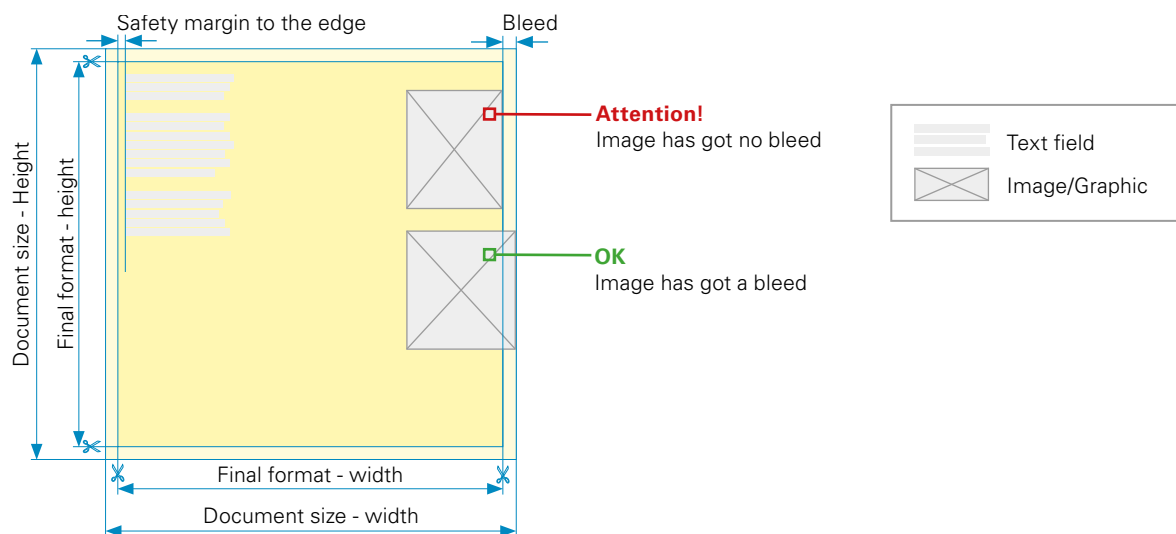 Safety margin to the edge
Bleed
Document size - Height
Final format - height
Attention!
Image has got no bleed
OK
Image has got a bleed
Text field
Image/Graphic
Final format - width
Document size - width